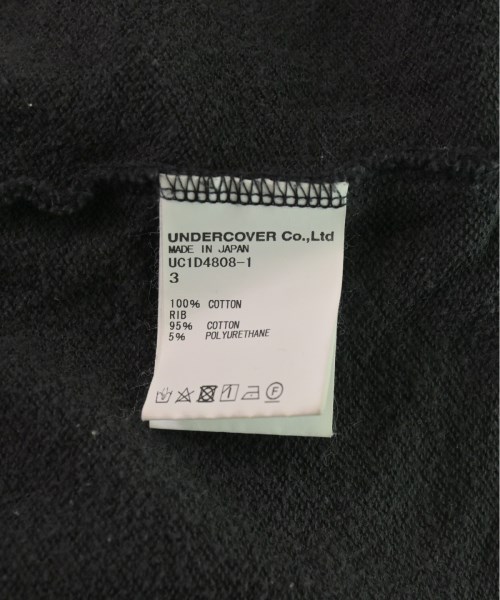 UNDERCOVER Co.,Ltd
MADE IN JAPAN
UC1D4808-1
3
100% COTTON
RIB
95% COTTON
5% POLYURETHANE
F